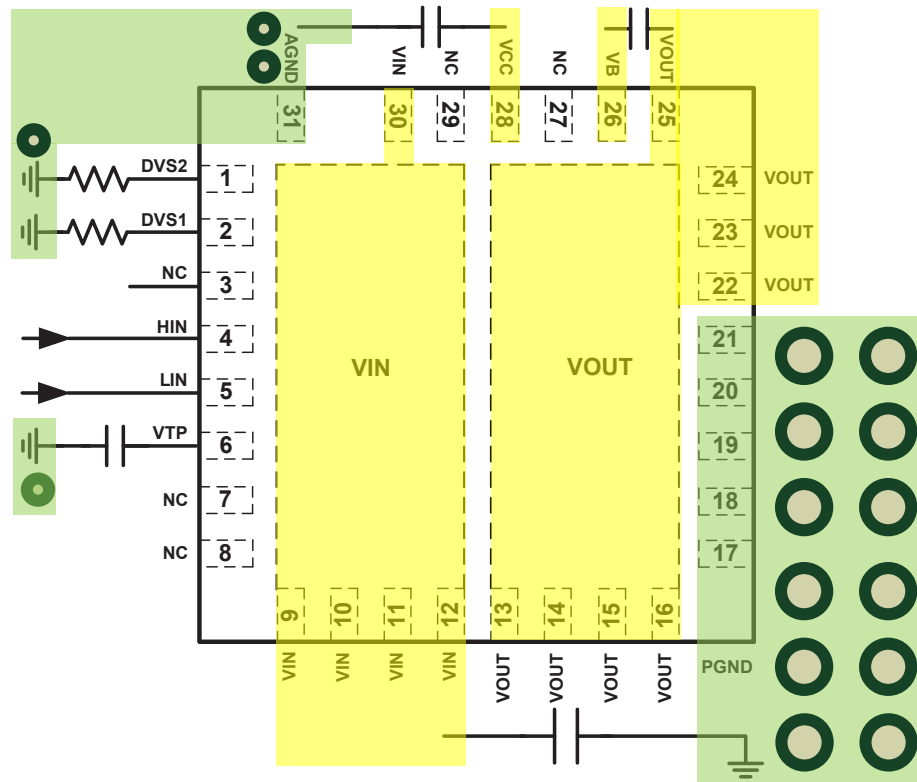 AGND
VIN
NC
VCC
NC
VB
VOUT
31
30
29
28
27
26
25
DVS2
1
24
VOUT
DVS1
2
23
VOUT
NC
3
22
VOUT
HIN
4
21
VIN
VOUT
LIN
5
20
VTP
6
19
NC
7
18
NC
8
17
9
10
11
12
13
14
15
16
VIN
VIN
VIN
VIN
VOUT
VOUT
VOUT
VOUT
PGND